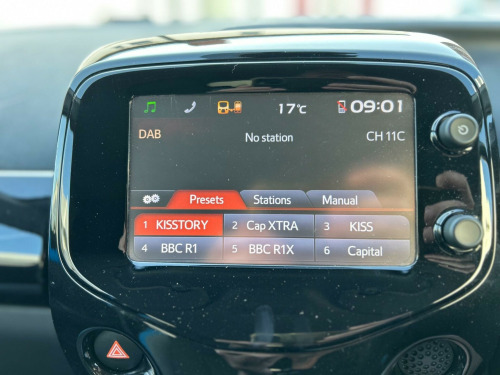 17°C 09:01
DAB No station CH 11C
Presets Stations Manual
1 KISSTORY 2 Cap XTRA 3 KISS
4 BBC R1 5 BBC R1X 6 Capital